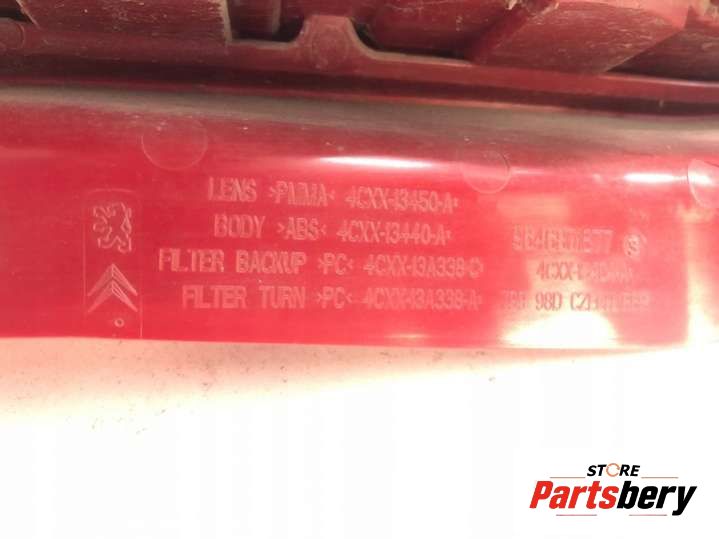 LENS >PMMA< 4CXX-13450-A
BODY >ABS< 4CXX-13440-A
FILTER BACKUP >PC< 4CXX-13A338-C
FILTER TURN >PC< 4CXX-13A338-A
98D
STORE
Partsbery